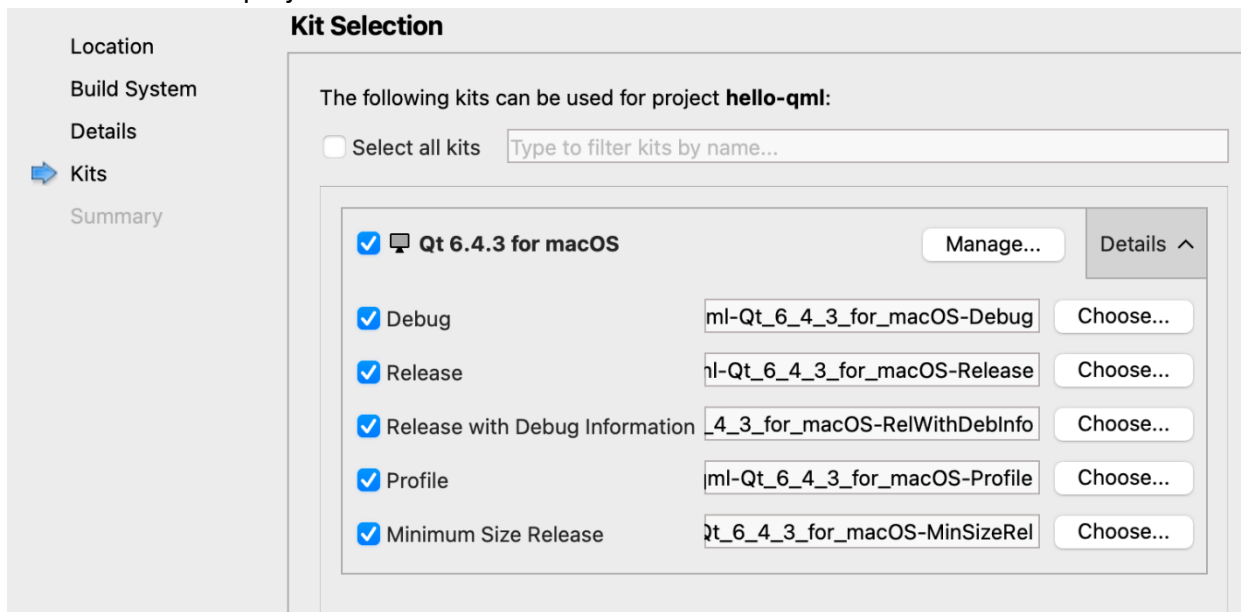 Kit Selection
Location
Build System
Details
Kits
Summary
The following kits can be used for project hello-qml:
Select all kits Type to filter kits by name...
Qt 6.4.3 for macOS Manage... Details
Debug ml-Qt_6_4_3_for_macOS-Debug Choose...
Release ml-Qt_6_4_3_for_macOS-Release Choose...
Release with Debug Information _4_3_for_macOS-RelWithDebInfo Choose...
Profile ml-Qt_6_4_3_for_macOS-Profile Choose...
Minimum Size Release Qt_6_4_3_for_macOS-MinSizeRel Choose...